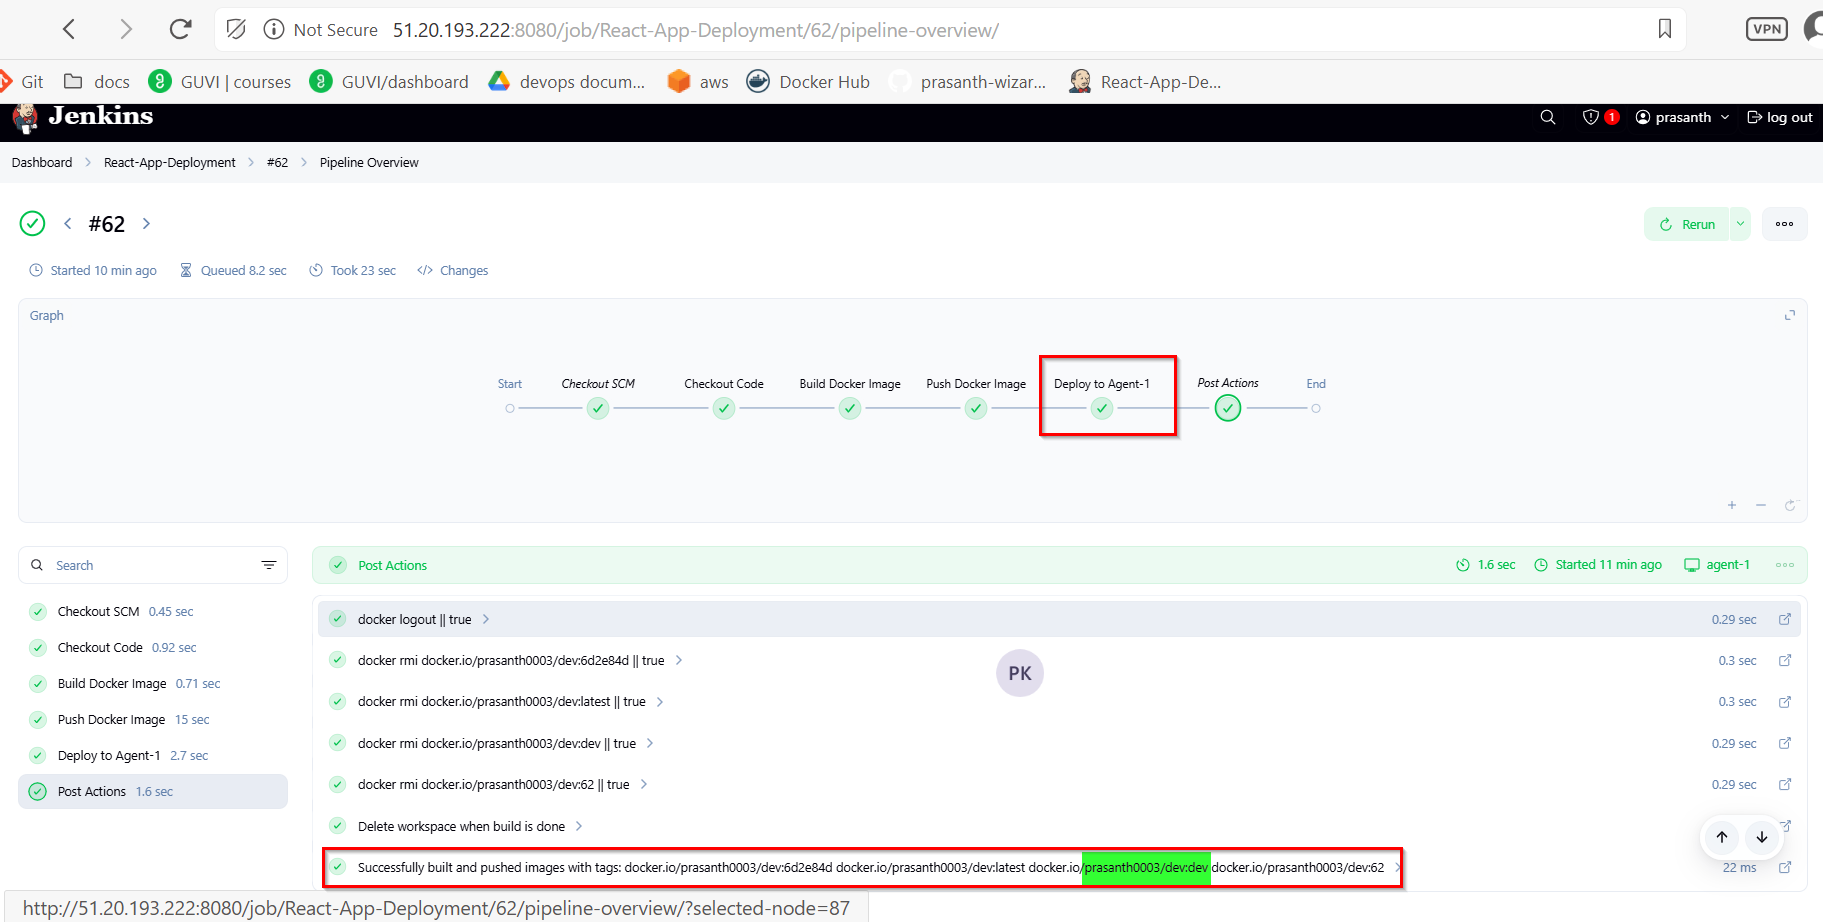 Not Secure 51.20.193.222:8080/job/React-App-Deployment/62/pipeline-overview/
VPN
Git docs GUVI | courses GUVI/dashboard devops docum... aws Docker Hub prasanth-wizar... React-App-De...
Jenkins
1 prasanth log out
Dashboard React-App-Deployment #62 Pipeline Overview
#62
Rerun
Started 10 min ago Queued 8.2 sec Took 23 sec Changes
Graph
Start Checkout SCM Checkout Code Build Docker Image Push Docker Image Deploy to Agent-1 Post Actions End
Search
Checkout SCM 0.45 sec
Checkout Code 0.92 sec
Build Docker Image 0.71 sec
Push Docker Image 15 sec
Deploy to Agent-1 2.7 sec
Post Actions 1.6 sec
Post Actions 1.6 sec Started 11 min ago agent-1
docker logout || true 0.29 sec
docker rmi docker.io/prasanth0003/dev:6d2e84d || true 0.3 sec
PK
docker rmi docker.io/prasanth0003/dev:latest || true 0.3 sec
docker rmi docker.io/prasanth0003/dev:dev || true 0.29 sec
docker rmi docker.io/prasanth0003/dev:62 || true 0.29 sec
Delete workspace when build is done
Successfully built and pushed images with tags: docker.io/prasanth0003/dev:6d2e84d docker.io/prasanth0003/dev:latest docker.io/prasanth0003/dev:dev docker.io/prasanth0003/dev:62 22 ms
http://51.20.193.222:8080/job/React-App-Deployment/62/pipeline-overview/?selected-node=87